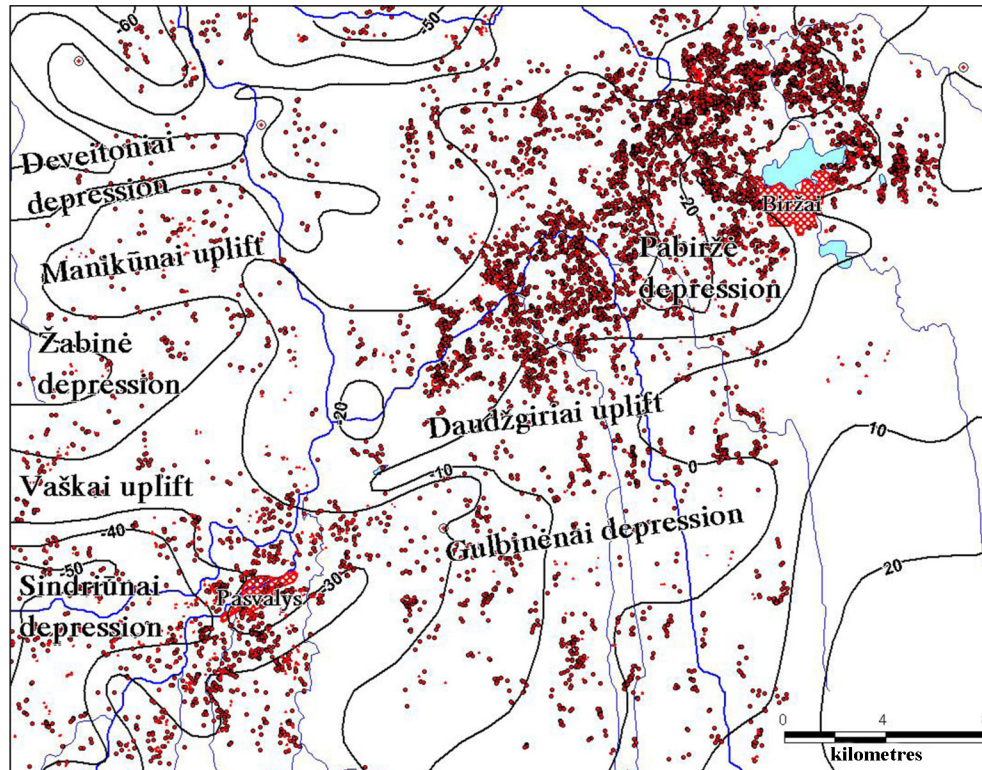 -60
-50
Deveitoniai
depression
-20
Biržai
Manikūnai uplift
Pabiržė
depression
Žabinė
depression
-20
Daudžgiriai uplift
10
-10
0
Vaškai uplift
-40
Gulbinėnai depression
-50
20
Sindriūnai
depression
-30
Pasvalys
0 4
kilometres